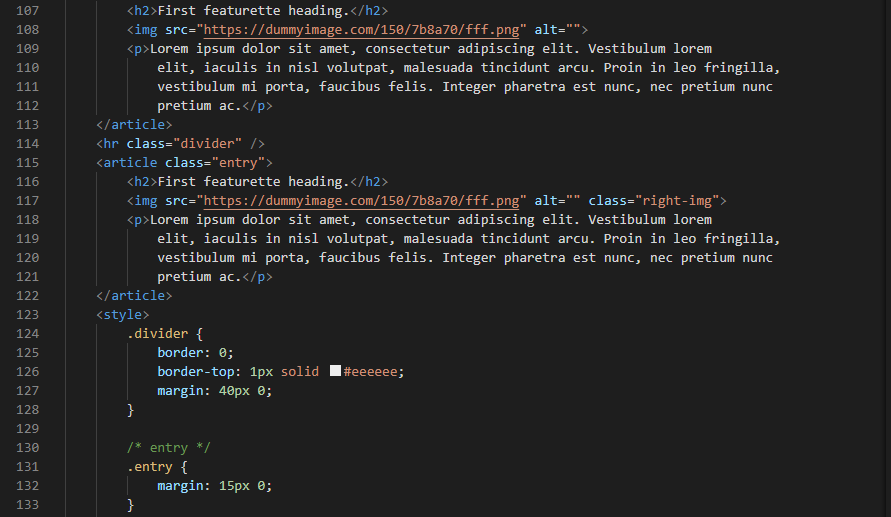 107 <h2>First featurette heading.</h2>
108 <img src="https://dummyimage.com/150/7b8a70/fff.png" alt="">
109 <p>Lorem ipsum dolor sit amet, consectetur adipiscing elit. Vestibulum lorem
110 elit, iaculis in nisl volutpat, malesuada tincidunt arcu. Proin in leo fringilla,
111 vestibulum mi porta, faucibus felis. Integer pharetra est nunc, nec pretium nunc
112 pretium ac.</p>
113 </article>
114 <hr class="divider" />
115 <article class="entry">
116 <h2>First featurette heading.</h2>
117 <img src="https://dummyimage.com/150/7b8a70/fff.png" alt="" class="right-img">
118 <p>Lorem ipsum dolor sit amet, consectetur adipiscing elit. Vestibulum lorem
119 elit, iaculis in nisl volutpat, malesuada tincidunt arcu. Proin in leo fringilla,
120 vestibulum mi porta, faucibus felis. Integer pharetra est nunc, nec pretium nunc
121 pretium ac.</p>
122 </article>
123 <style>
124 .divider {
125 border: 0;
126 border-top: 1px solid #eeeeee;
127 margin: 40px 0;
128 }
129
130 /* entry */
131 .entry {
132 margin: 15px 0;
133 }